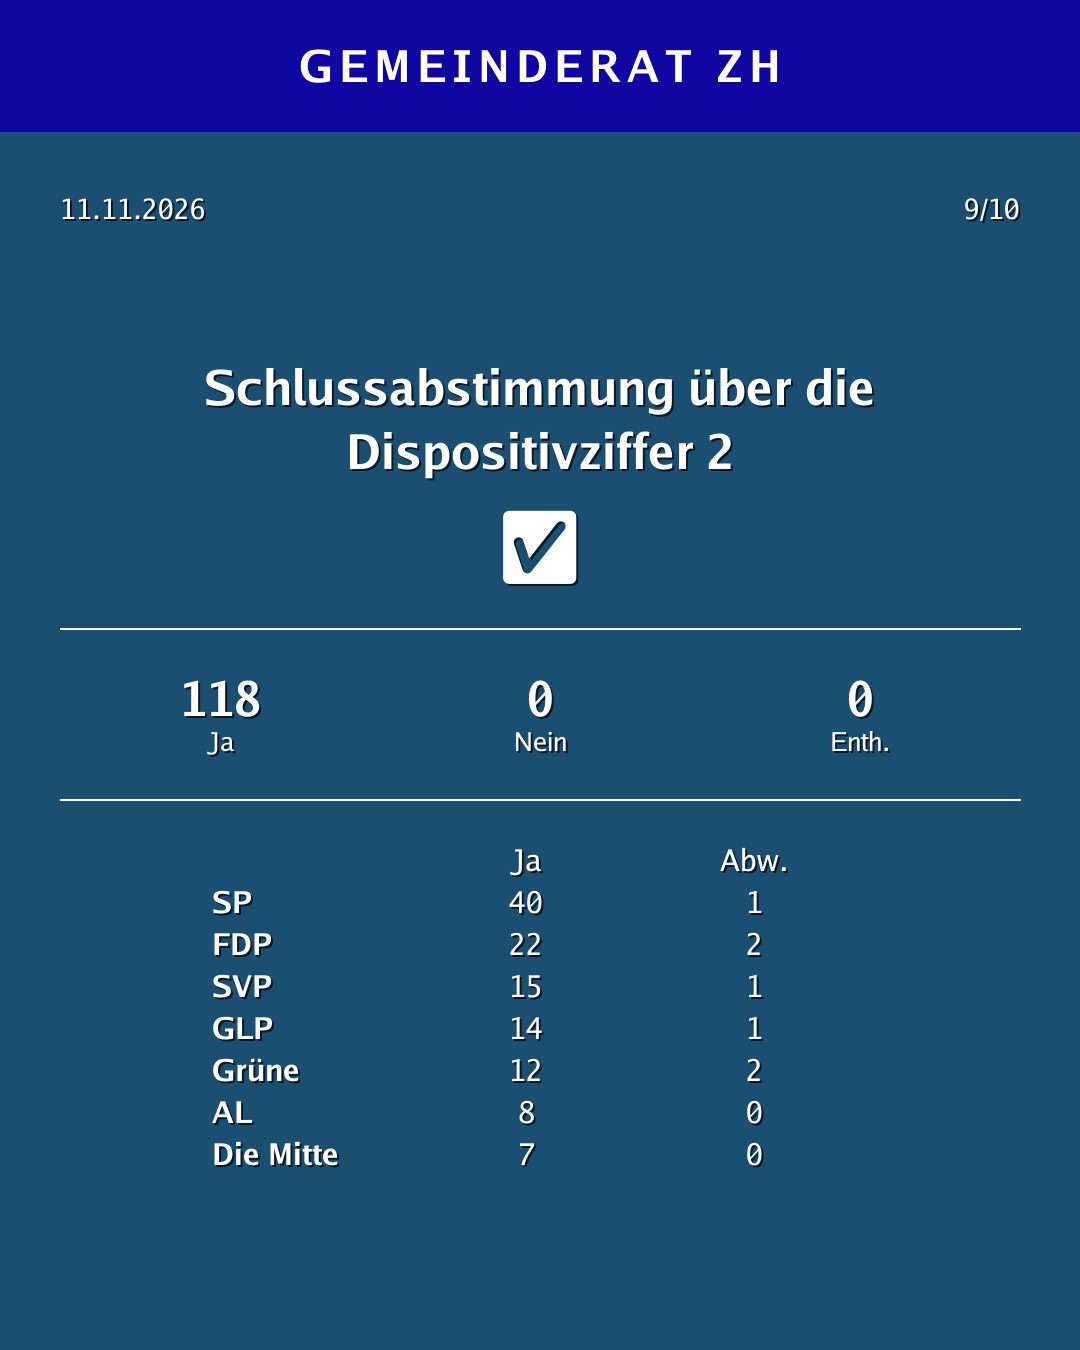 GEMEINDERAT ZH
11.11.2026 9/10
Schlussabstimmung über die
Dispositivziffer 2
118 0 0
Ja Nein Enth.
Ja Abw.
SP 40 1
FDP 22 2
SVP 15 1
GLP 14 1
Grüne 12 2
AL 8 0
Die Mitte 7 0